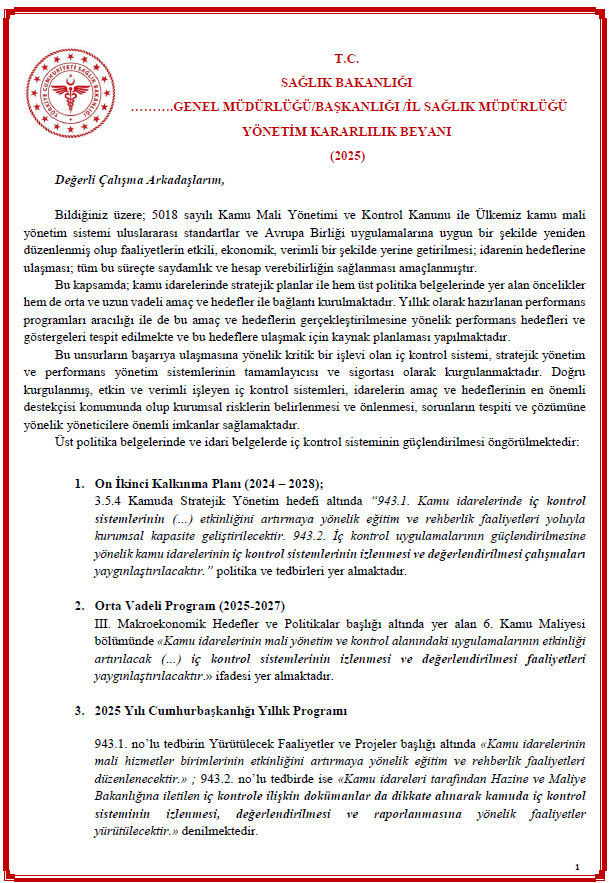 T.C.
SAĞLIK BAKANLIĞI
……….GENEL MÜDÜRLÜĞÜ/BAŞKANLIĞI /İL SAĞLIK MÜDÜRLÜĞÜ
YÖNETİM KARARLILIK BEYANI
(2025)
Değerli Çalışma Arkadaşlarım,
Bildiğiniz üzere; 5018 sayılı Kamu Mali Yönetimi ve Kontrol Kanunu ile Ülkemiz kamu mali
yönetim sistemi uluslararası standartlar ve Avrupa Birliği uygulamalarına uygun bir şekilde yeniden
düzenlenmiş olup faaliyetlerin etkili, ekonomik, verimli bir şekilde yerine getirilmesi; idarenin hedeflerine
ulaşması; tüm bu süreçte saydamlık ve hesap verebilirliğin sağlanması amaçlanmıştır.
Bu kapsamda; kamu idarelerinde stratejik planlar ile hem üst politika belgelerinde yer alan öncelikler
hem de orta ve uzun vadeli amaç ve hedefler ile bağlantı kurulmaktadır. Yıllık olarak hazırlanan performans
programları aracılığı ile de bu amaç ve hedeflerin gerçekleştirilmesine yönelik performans hedefleri ve
göstergeleri tespit edilmekte ve bu hedeflere ulaşmak için kaynak planlaması yapılmaktadır.
Bu unsurların başarıya ulaşmasına yönelik kritik bir işlevi olan iç kontrol sistemi, stratejik yönetim
ve performans yönetim sistemlerinin tamamlayıcısı ve sigortası olarak kurgulanmaktadır. Doğru
kurgulanmış, etkin ve verimli işleyen iç kontrol sistemleri, idarelerin amaç ve hedeflerinin en önemli
destekçisi konumunda olup kurumsal risklerin belirlenmesi ve önlenmesi, sorunların tespiti ve çözümüne
yönelik yöneticilere önemli imkanlar sağlamaktadır.
Üst politika belgelerinde ve idari belgelerde iç kontrol sisteminin güçlendirilmesi öngörülmektedir:
1. On İkinci Kalkınma Planı (2024 – 2028);
3.5.4 Kamuda Stratejik Yönetim hedefi altında “943.1. Kamu idarelerinde iç kontrol
sistemlerinin (…) etkinliğini artırmaya yönelik eğitim ve rehberlik faaliyetleri yoluyla
kurumsal kapasite geliştirilecektir. 943.2. İç kontrol uygulamalarının güçlendirilmesine
yönelik kamu idarelerinin iç kontrol sistemlerinin izlenmesi ve değerlendirilmesi çalışmaları
yaygınlaştırılacaktır.” politika ve tedbirleri yer almaktadır.
2. Orta Vadeli Program (2025-2027)
III. Makroekonomik Hedefler ve Politikalar başlığı altında yer alan 6. Kamu Maliyesi
bölümünde «Kamu idarelerinin mali yönetim ve kontrol alanındaki uygulamalarının etkinliği
artırılacak (…) iç kontrol sistemlerinin izlenmesi ve değerlendirilmesi faaliyetleri
yaygınlaştırılacaktır.» ifadesi yer almaktadır.
3. 2025 Yılı Cumhurbaşkanlığı Yıllık Programı
943.1. no’lu tedbirin Yürütülecek Faaliyetler ve Projeler başlığı altında «Kamu idarelerinin
mali hizmetler birimlerinin etkinliğini artırmaya yönelik eğitim ve rehberlik faaliyetleri
düzenlenecektir.» ; 943.2. no’lu tedbirde ise «Kamu idareleri tarafından Hazine ve Maliye
Bakanlığına iletilen iç kontrole ilişkin dokümanlar da dikkate alınarak kamuda iç kontrol
sisteminin izlenmesi, değerlendirilmesi ve raporlanmasına yönelik faaliyetler
yürütülecektir.» denilmektedir.
1
TÜRKİYE CUMHURİYETİ SAĞLIK BAKANLIĞI